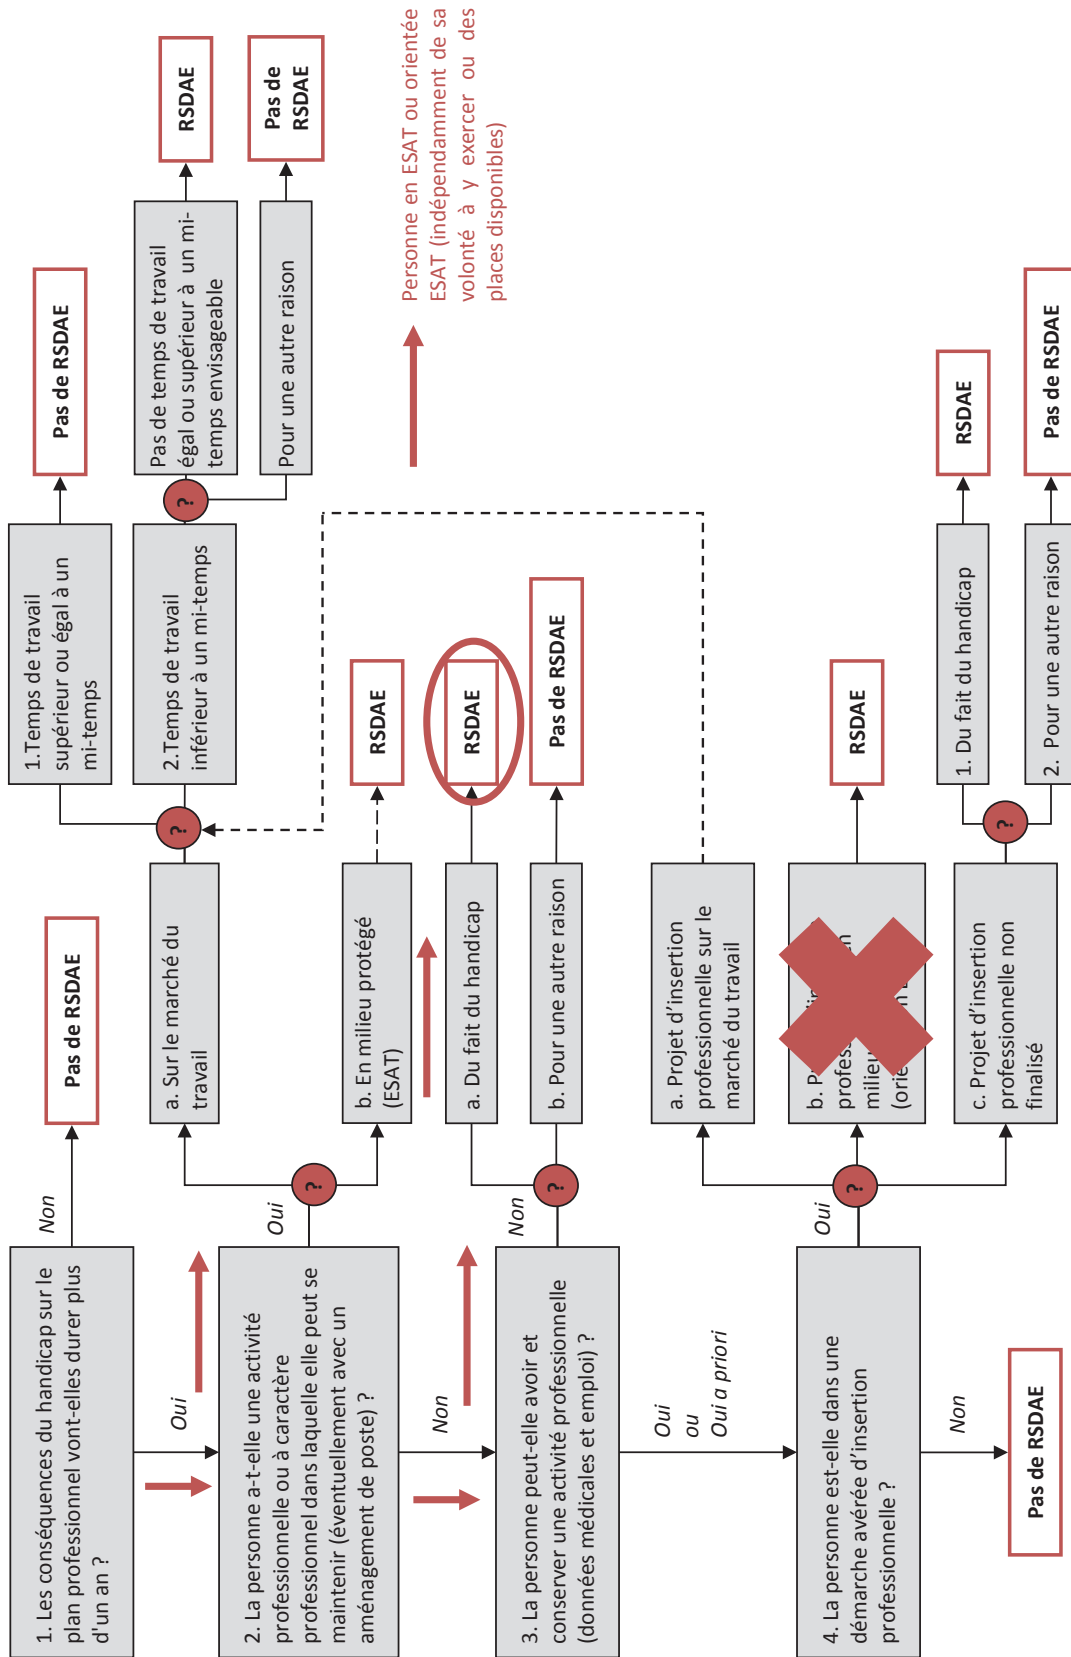 1. Les conséquences du handicap sur le
plan professionnel vont-elles durer plus
d'un an ?
Non
Pas de RSDAE
Oui
2. La personne a-t-elle une activité
professionnelle ou à caractère
professionnel dans laquelle elle peut se
maintenir (éventuellement avec un
aménagement de poste) ?
Oui
?
a. Sur le marché du
travail
?
1.Temps de travail
supérieur ou égal à un
mi-temps
Pas de RSDAE
2.Temps de travail
inférieur à un mi-temps
?
Pas de temps de travail
égal ou supérieur à un mi-
temps envisageable
RSDAE
Pour une autre raison
Pas de
RSDAE
b. En milieu protégé
(ESAT)
RSDAE
Personne en ESAT ou orientée
ESAT (indépendamment de sa
volonté à y exercer ou des
places disponibles)
Non
3. La personne peut-elle avoir et
conserver une activité professionnelle
(données médicales et emploi) ?
Non
?
a. Du fait du handicap
RSDAE
b. Pour une autre raison
Pas de RSDAE
Oui
ou
Oui a priori
4. La personne est-elle dans une
démarche avérée d'insertion
professionnelle ?
Oui
?
a. Projet d'insertion
professionnelle sur le
marché du travail
b.
milieu
RSDAE
c. Projet d'insertion
professionnelle non
finalisé
?
1. Du fait du handicap
RSDAE
2. Pour une autre raison
Pas de RSDAE
Non
Pas de RSDAE